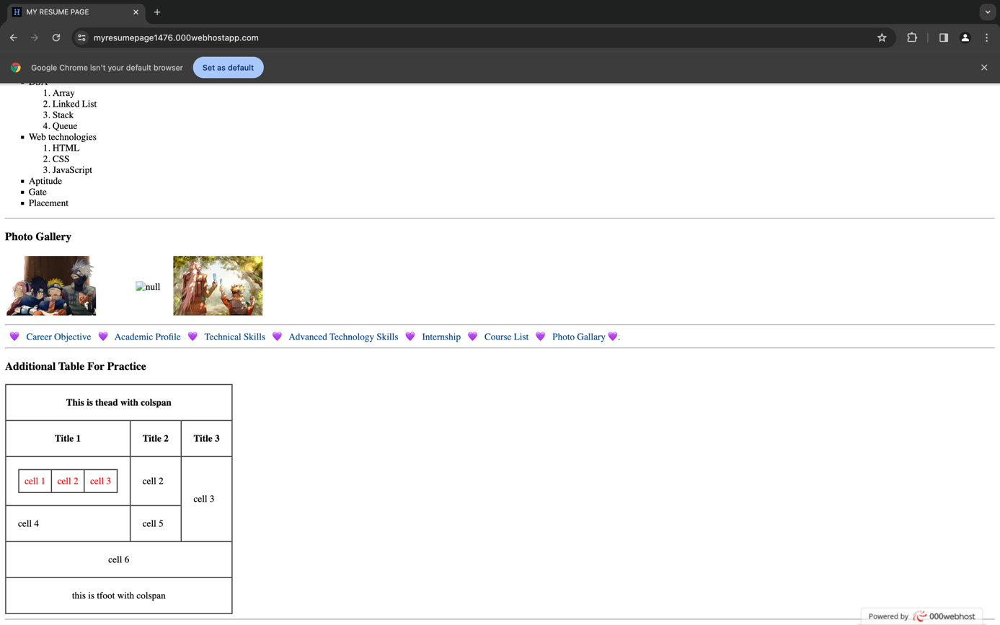 MY RESUME PAGE
myresumepage1476.000webhostapp.com
Google Chrome isn't your default browser Set as default
DSA
1. Array
2. Linked List
3. Stack
4. Queue
Web technologies
1. HTML
2. CSS
3. JavaScript
Aptitude
Gate
Placement
Photo Gallery
null
Career Objective Academic Profile Technical Skills Advanced Technology Skills Internship Course List Photo Gallary .
Additional Table For Practice
This is thead with colspan
Title 1 Title 2 Title 3
cell 1 cell 2 cell 3 cell 2
cell 3
cell 4 cell 5
cell 6
this is tfoot with colspan
Powered by 000webhost